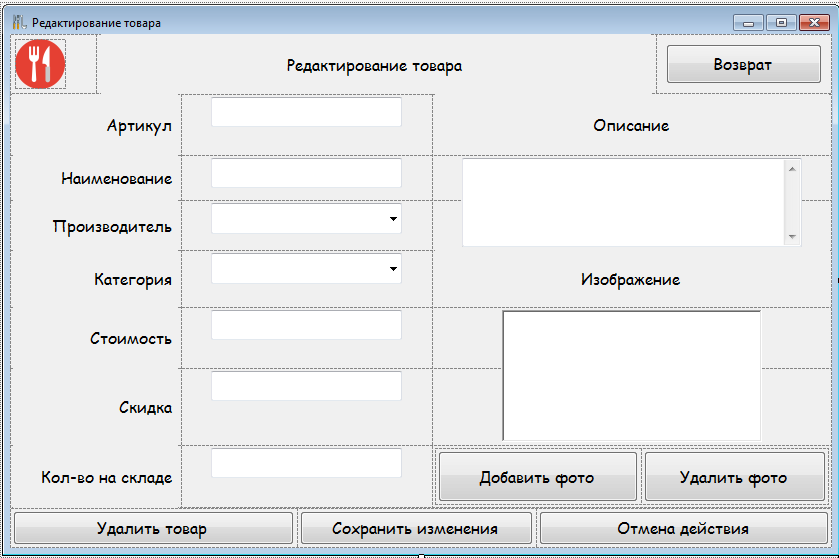 Редактирование товара
Редактирование товара
Возврат
Артикул
Описание
Наименование
Производитель
Категория
Изображение
Стоимость
Скидка
Кол-во на складе
Добавить фото
Удалить фото
Удалить товар
Сохранить изменения
Отмена действия